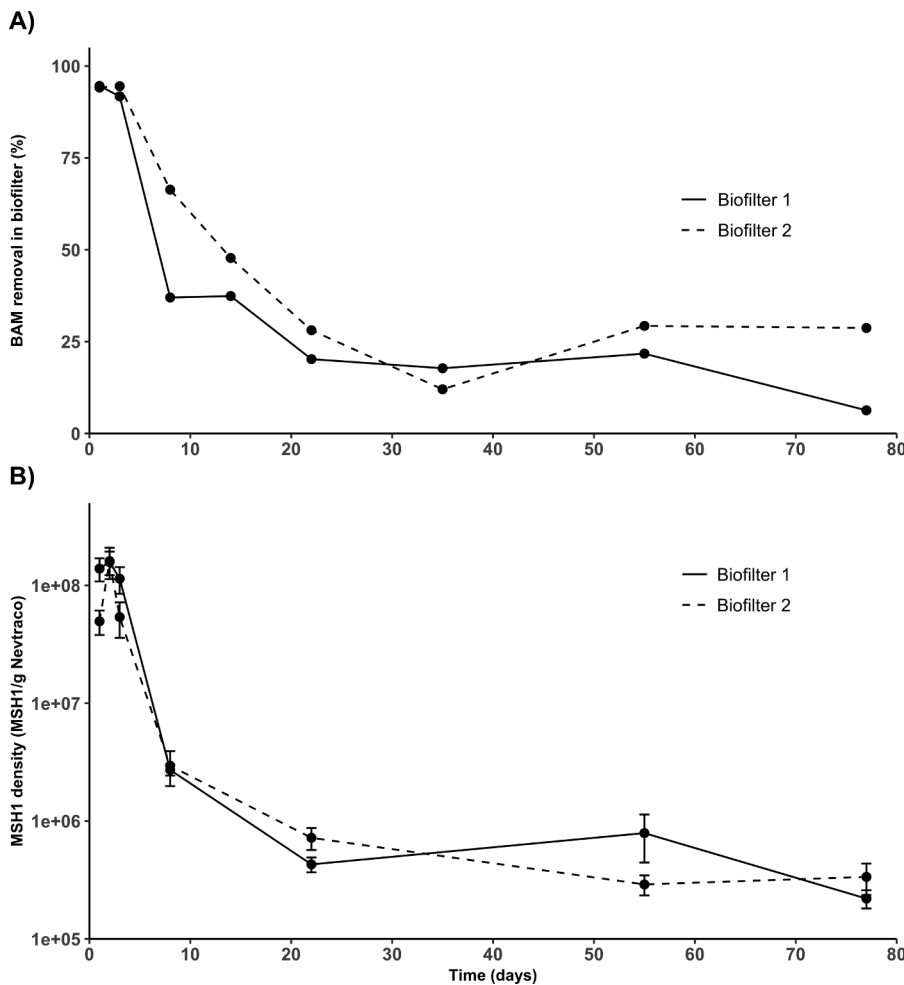 A)
BAM removal in biofilter (%)
100
75
50
25
0
0 10 20 30 40 50 60 70 80
Biofilter 1
Biofilter 2
B)
MSH1 density (MSH1/g Nevtraco)
1e+08
1e+07
1e+06
1e+05
0 10 20 30 40 50 60 70 80
Biofilter 1
Biofilter 2
Time (days)